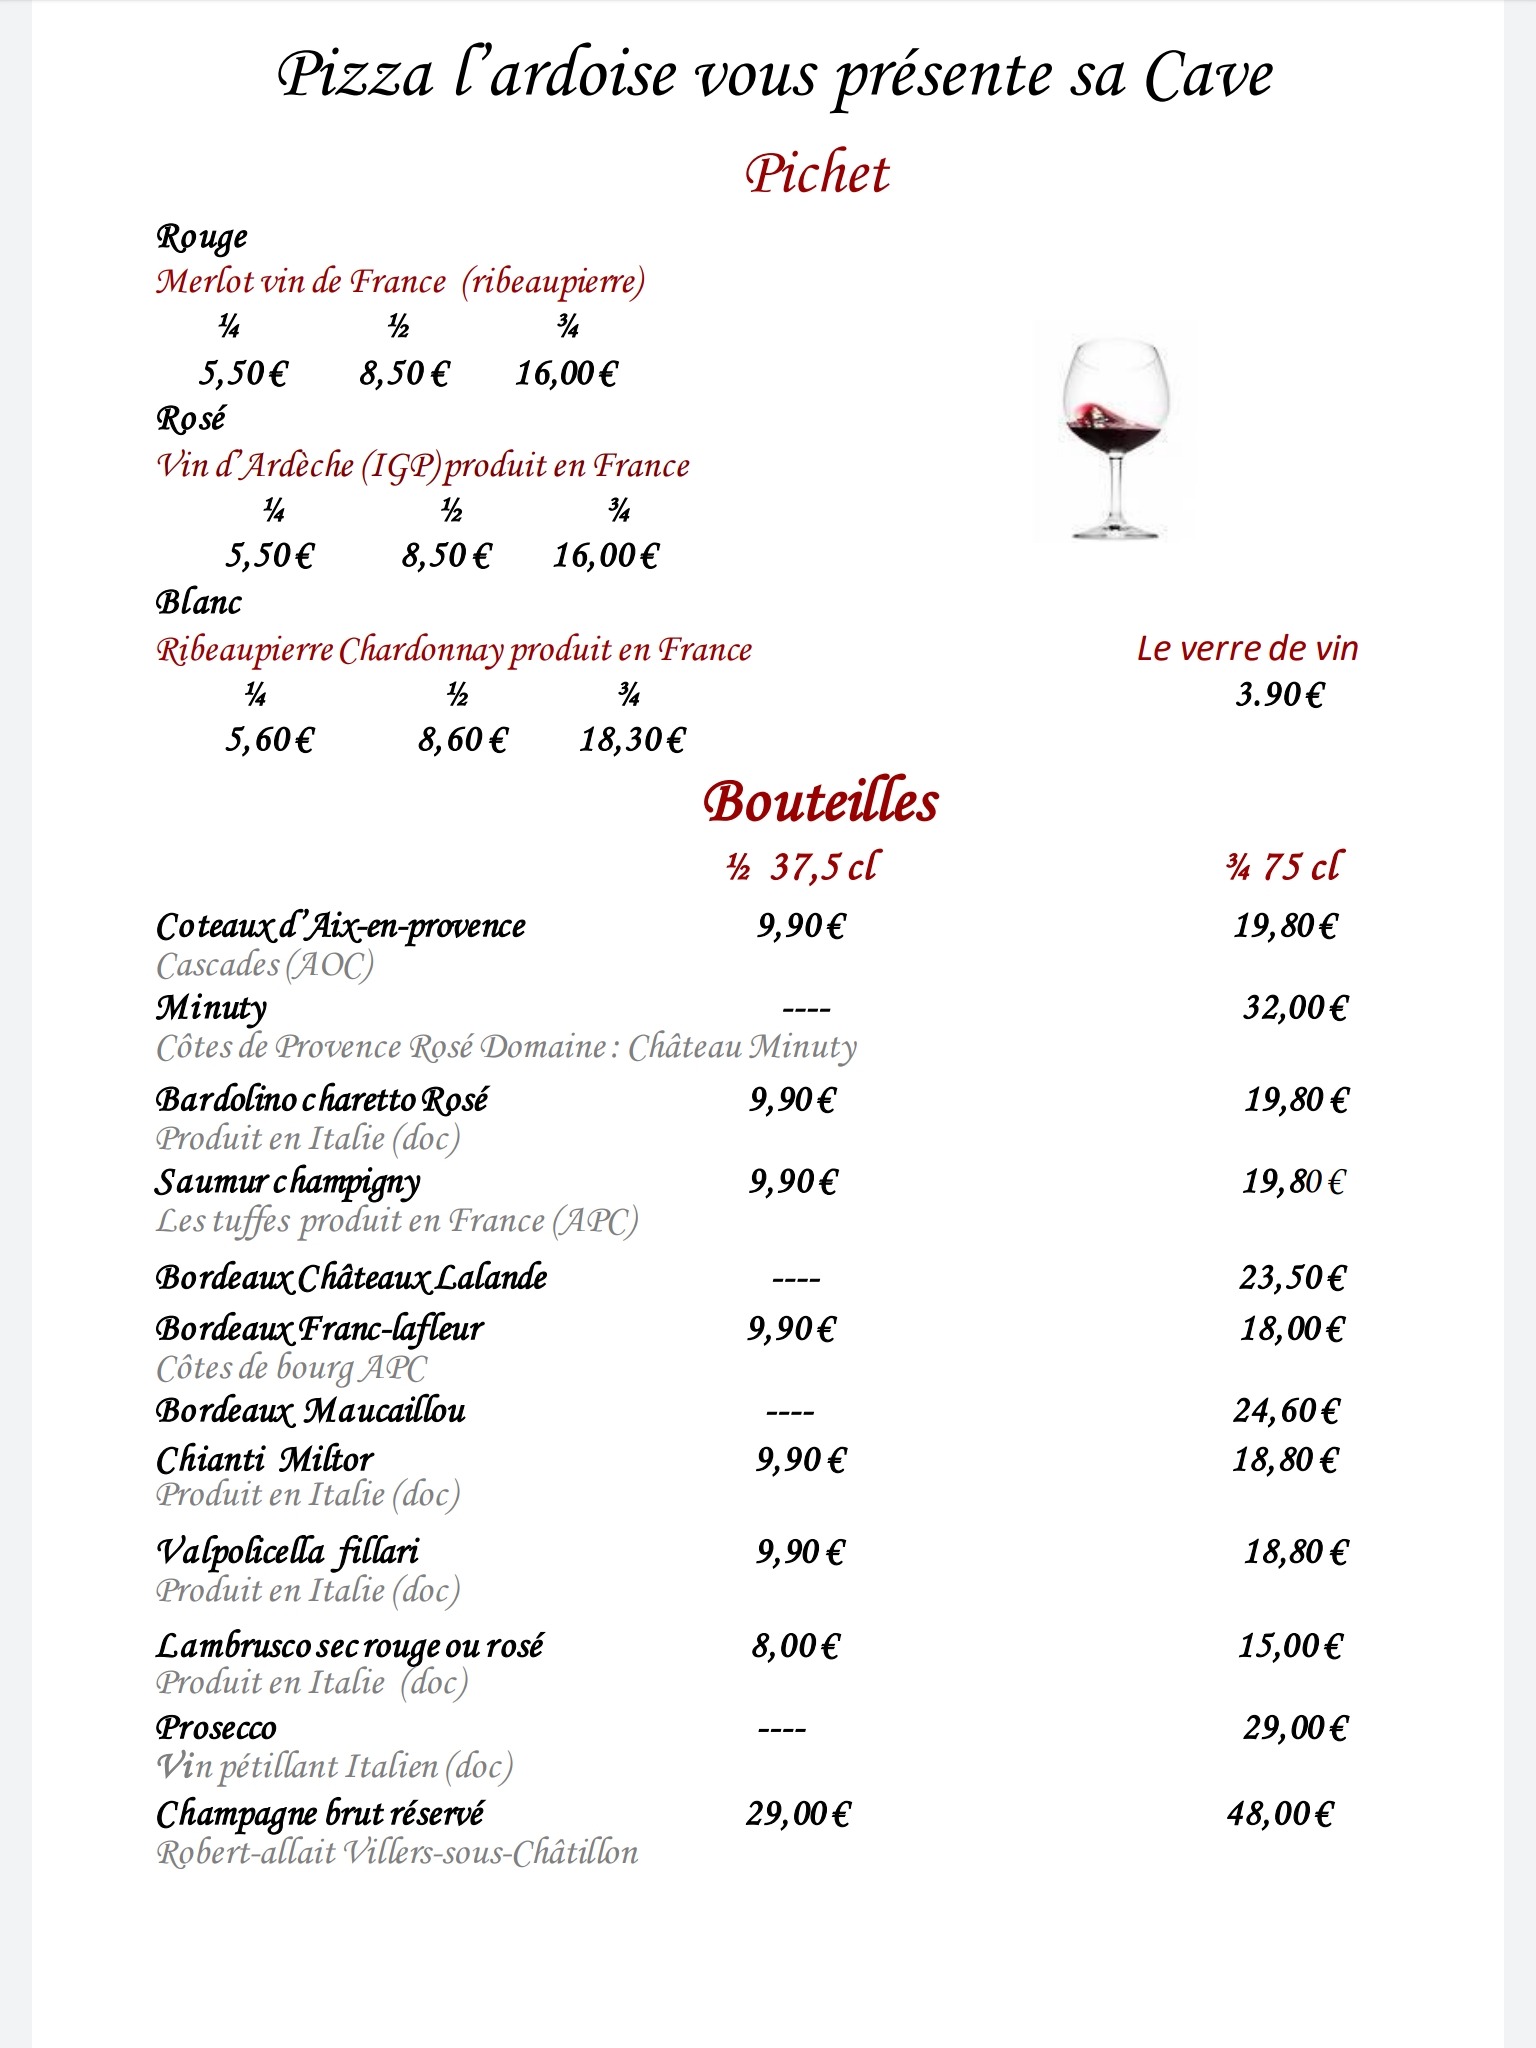 Pizza l'ardoise vous présente sa Cave
Pichet
Rouge
Merlot vin de France (ribeaupierre)
¼ ½ ¾
5,50 € 8,50 € 16,00 €
Rosé
Vin d'Ardèche (IGP) produit en France
¼ ½ ¾
5,50 € 8,50 € 16,00 €
Blanc
Ribeaupierre Chardonnay produit en France Le verre de vin
¼ ½ ¾ 3.90 €
5,60 € 8,60 € 18,30 €
Bouteilles
½ 37,5 cl ¾ 75 cl
Coteaux d'Aix-en-provence 9,90 € 19,80 €
Cascades (AOC)
Minuty ---- 32,00 €
Côtes de Provence Rosé Domaine : Château Minuty
Bardolino charetto Rosé 9,90 € 19,80 €
Produit en Italie (doc)
Saumur champigny 9,90 € 19,80 €
Les tuffes produit en France (APC)
Bordeaux Châteaux Lalande ---- 23,50 €
Bordeaux Franc-lafleur 9,90 € 18,00 €
Côtes de bourg APC
Bordeaux Maucaillou ---- 24,60 €
Chianti Miltor 9,90 € 18,80 €
Produit en Italie (doc)
Valpolicella fillari 9,90 € 18,80 €
Produit en Italie (doc)
Lambrusco sec rouge ou rosé 8,00 € 15,00 €
Produit en Italie (doc)
Prosecco ---- 29,00 €
Vin pétillant Italien (doc)
Champagne brut réservé 29,00 € 48,00 €
Robert-allait Villers-sous-Châtillon